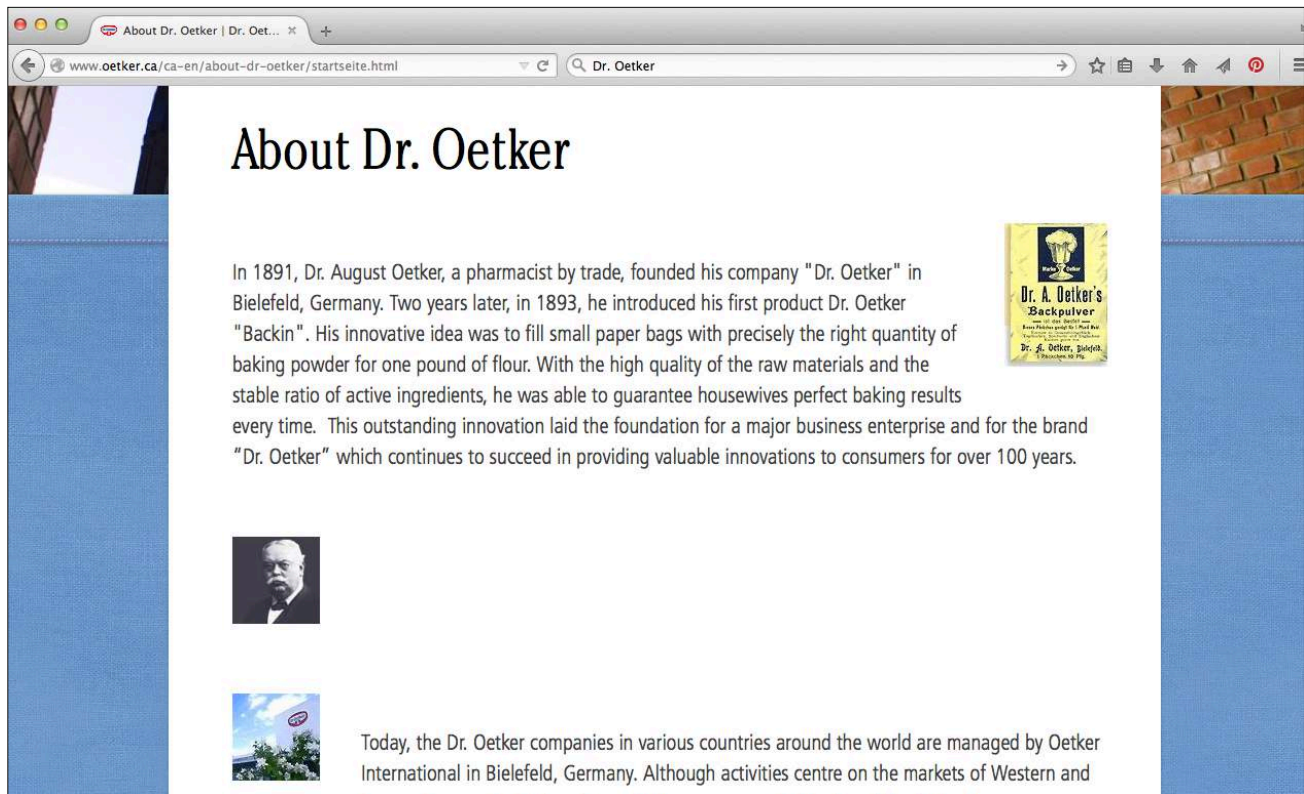 About Dr. Oetker | Dr. Oet...
www.oetker.ca/ca-en/about-dr-oetker/startseite.html
Dr. Oetker
About Dr. Oetker
In 1891, Dr. August Oetker, a pharmacist by trade, founded his company "Dr. Oetker" in
Bielefeld, Germany. Two years later, in 1893, he introduced his first product Dr. Oetker
"Backin". His innovative idea was to fill small paper bags with precisely the right quantity of
baking powder for one pound of flour. With the high quality of the raw materials and the
stable ratio of active ingredients, he was able to guarantee housewives perfect baking results
every time.  This outstanding innovation laid the foundation for a major business enterprise and for the brand
“Dr. Oetker” which continues to succeed in providing valuable innovations to consumers for over 100 years.
Dr. A. Oetker's
Backpulver
Dr. A. Oetker, Bielefeld.
Today, the Dr. Oetker companies in various countries around the world are managed by Oetker
International in Bielefeld, Germany. Although activities centre on the markets of Western and